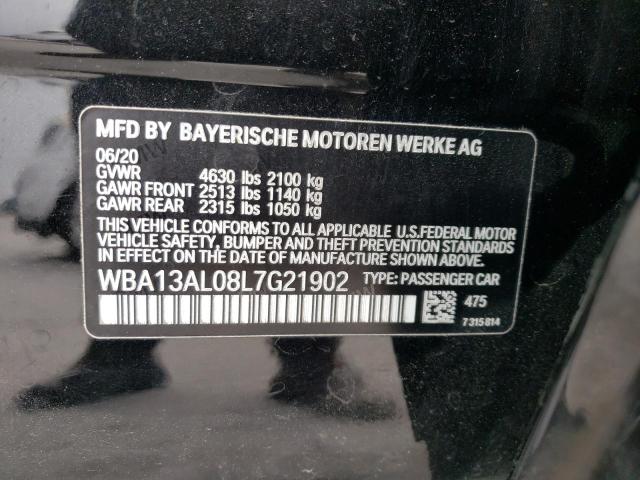 MFD BY BAYERISCHE MOTOREN WERKE AG
06/20
GVWR 4630 lbs 2100 kg
GAWR FRONT 2513 lbs 1140 kg
GAWR REAR 2315 lbs 1050 kg
THIS VEHICLE CONFORMS TO ALL APPLICABLE U.S.FEDERAL MOTOR
VEHICLE SAFETY, BUMPER AND THEFT PREVENTION STANDARDS
IN EFFECT ON THE DATE OF MANUFACTURE SHOWN ABOVE.
WBA13AL08L7G21902 TYPE: PASSENGER CAR
475
7315814